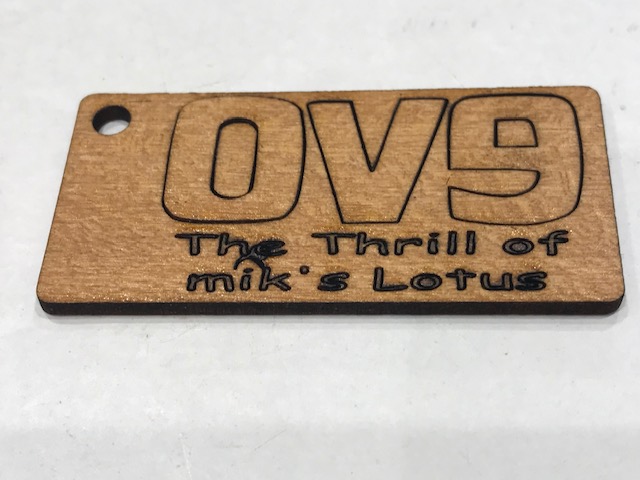 OV9
The Thrill of
mik's Lotus